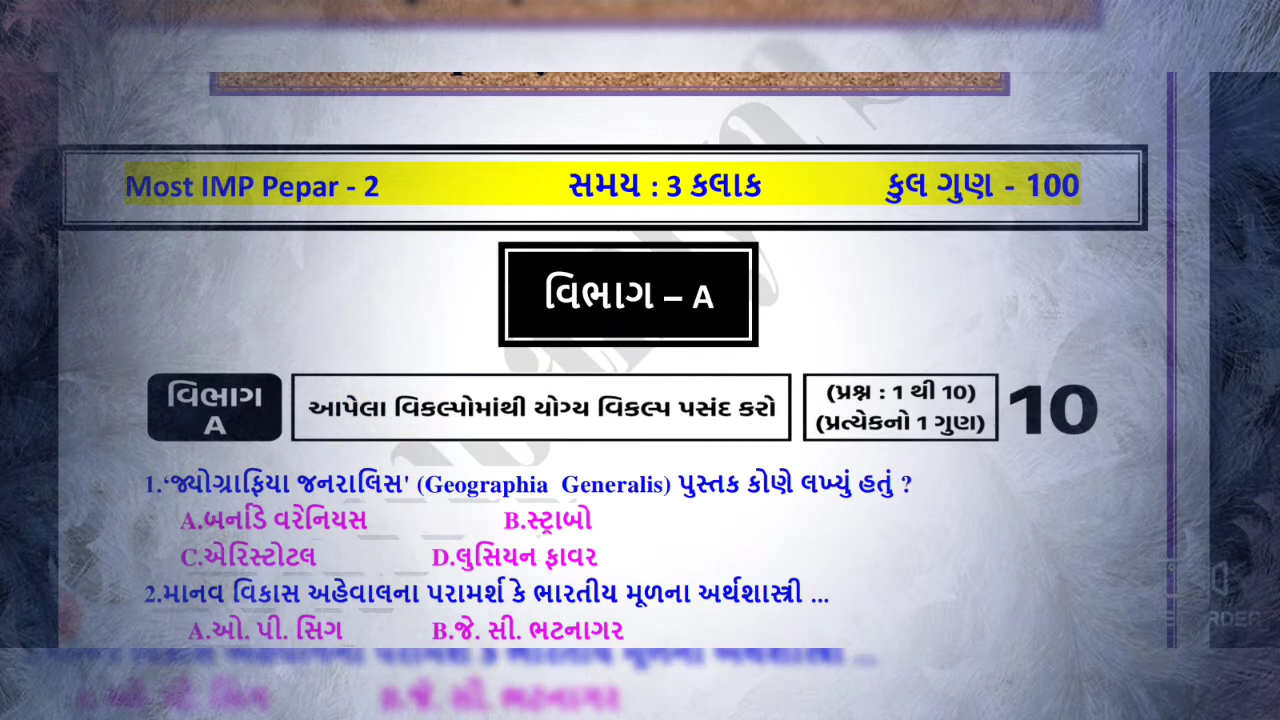 Most IMP Pepar - 2 સમય : 3 કલાક કુલ ગુણ - 100
વિભાગ – A
વિભાગ A આપેલા વિકલ્પોમાંથી યોગ્ય વિકલ્પ પસંદ કરો (પ્રશ્ન : 1 થી 10) (પ્રત્યેકનો 1 ગુણ) 10
1.‘જ્યોગ્રાફિયા જનરાલિસ' (Geographia Generalis) પુસ્તક કોણે લખ્યું હતું ?
A.બર્નાડે વરેનિયસ B.સ્ટ્રાબો
C.એરિસ્ટોટલ D.લુસિયન ફાવર
2.માનવ વિકાસ અહેવાલના પરામર્શ કે ભારતીય મૂળના અર્થશાસ્ત્રી ...
A.ઓ. પી. સિગ B.જે. સી. ભટનાગર